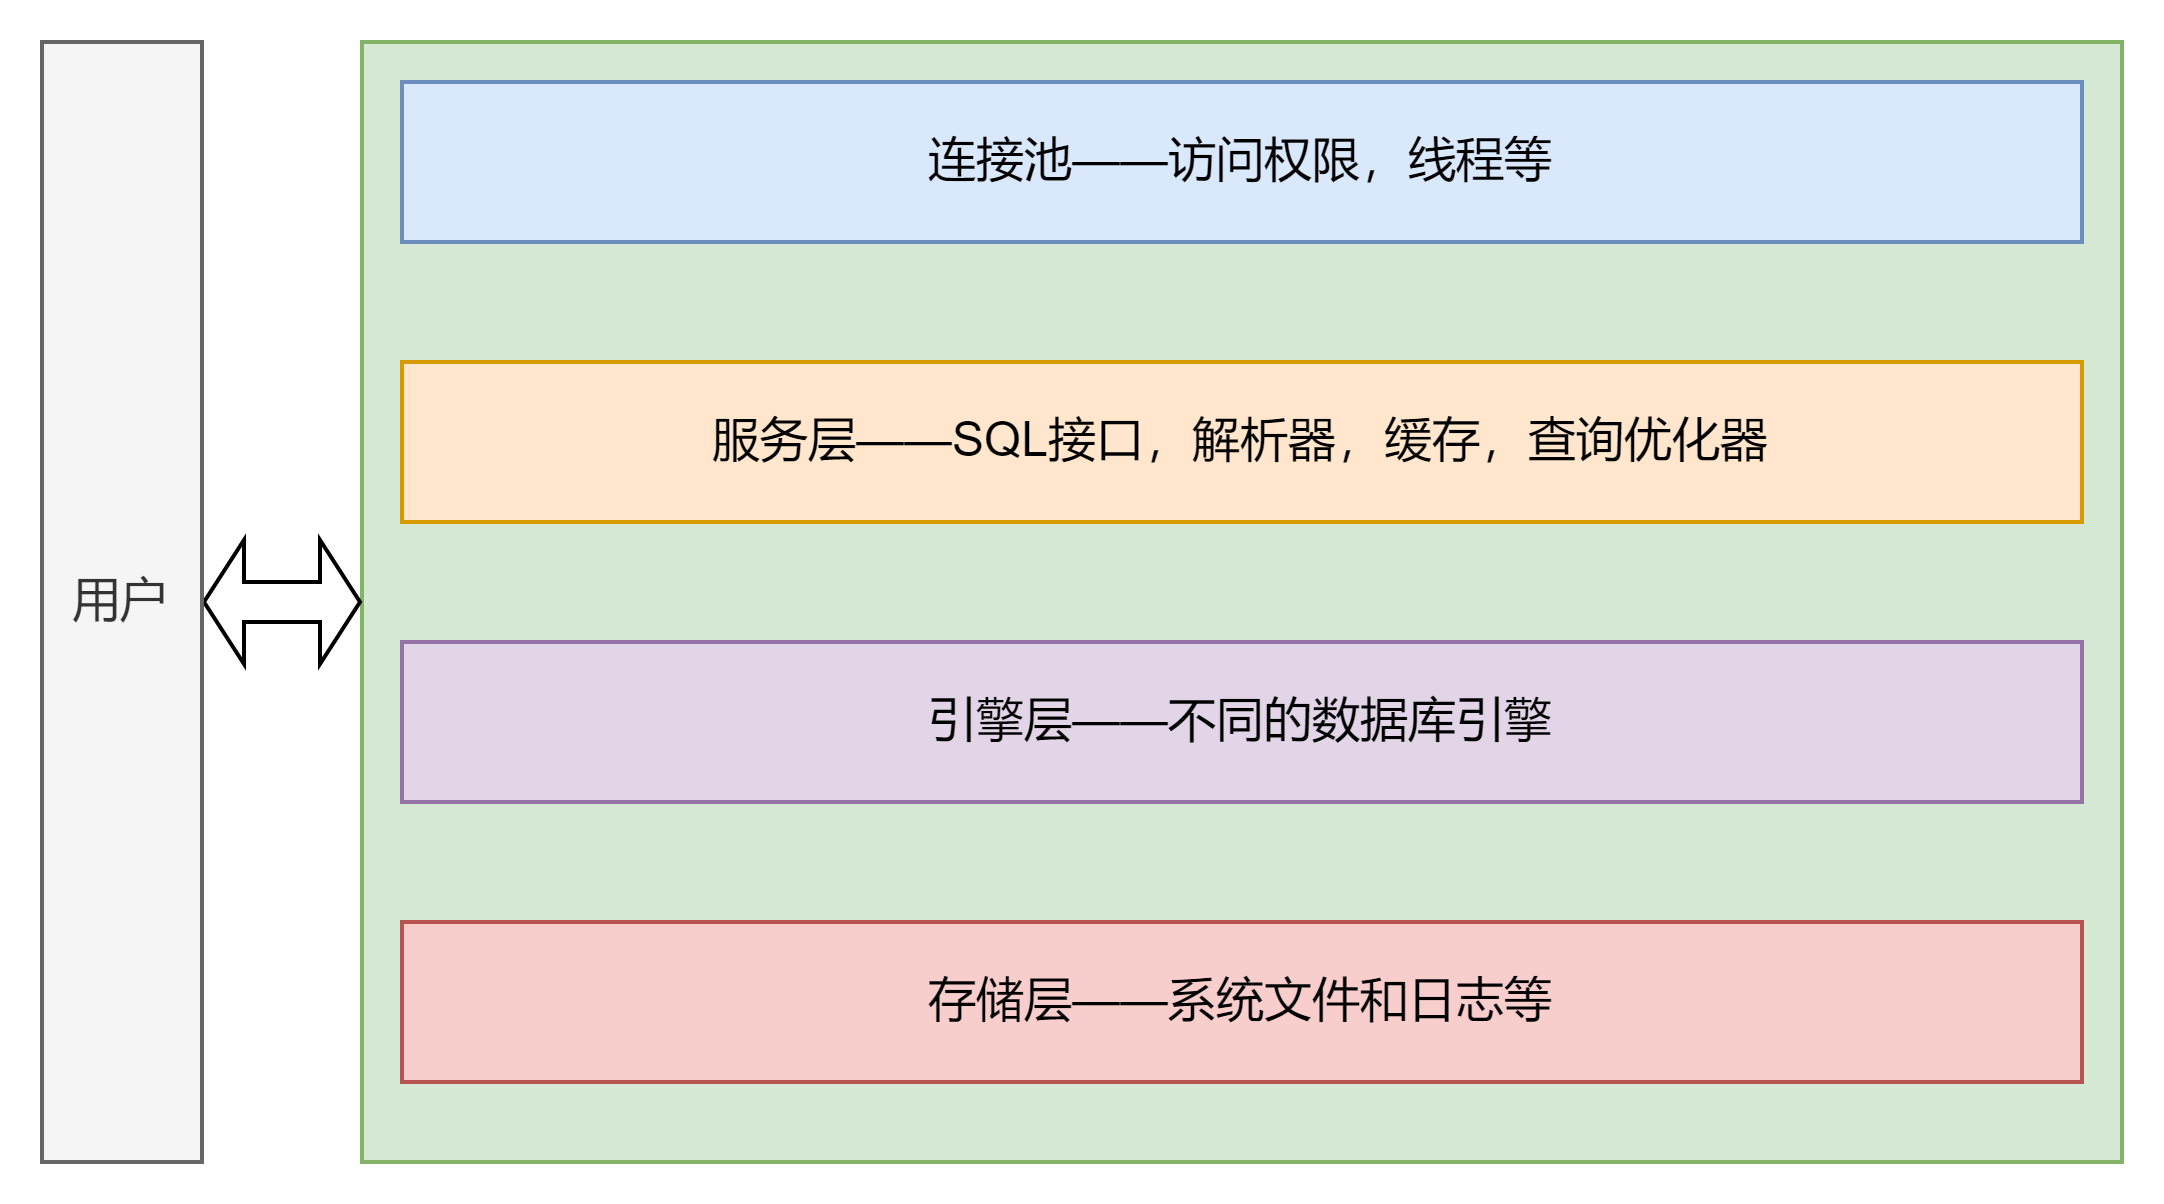 用户
连接池——访问权限，线程等
服务层——SQL接口，解析器，缓存，查询优化器
引擎层——不同的数据库引擎
存储层——系统文件和日志等